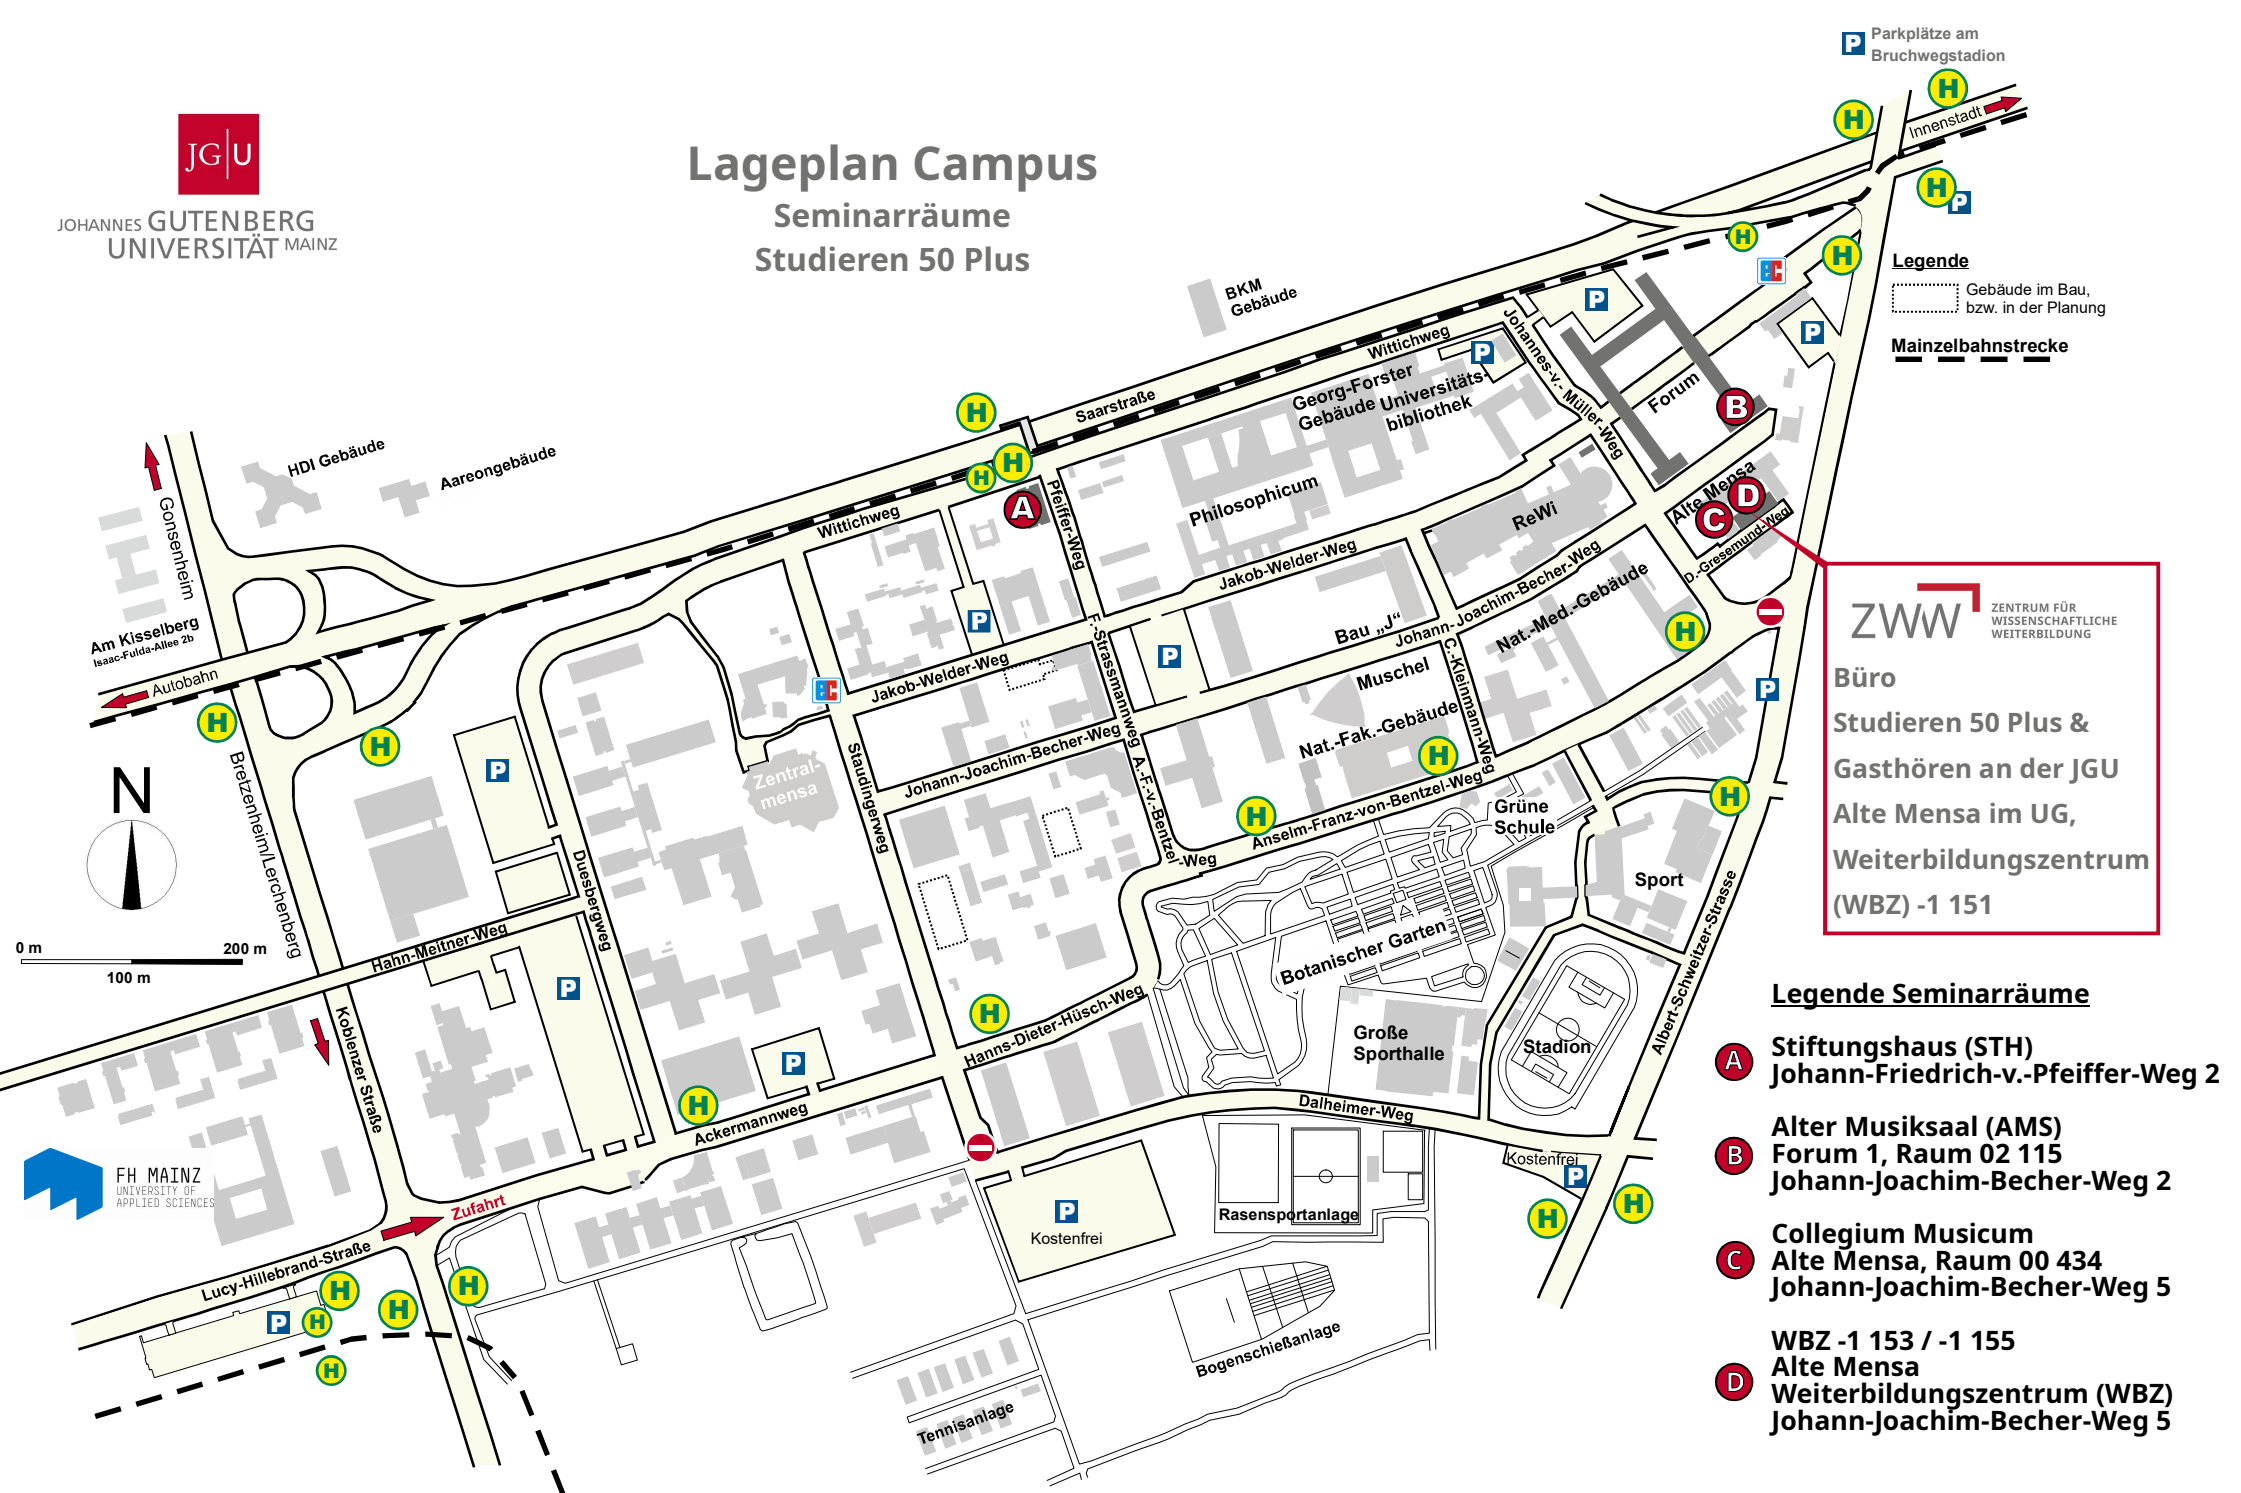 P Parkplätze am
Bruchwegstadion
H
H
Innenstadt
H
P
JG|U
JOHANNES GUTENBERG
UNIVERSITÄT MAINZ
Lageplan Campus
Seminarräume
Studieren 50 Plus
H
H
ec
Legende
Gebäude im Bau,
bzw. in der Planung
Mainzelbahnstrecke
BKM
Gebäude
P
P
Johannes-v.- Müller-Weg
Wittichweg
P
Georg-Forster
Gebäude
Universitäts-
bibliothek
Forum
B
Saarstraße
H
H
H
HDI Gebäude
Aareongebäude
Gonsenheim
Wittichweg
A
Pfeiffer-Weg
Philosophicum
ReWi
Alte Mensa
D
C
D.-Gresemund-Weg
Jakob-Welder-Weg
Johann-Joachim-Becher-Weg
Nat.-Med.-Gebäude
Bau „J“
Am Kisselberg
Isaac-Fulda-Allee 2b
Autobahn
H
H
P
P
F.-Strassmannweg
Jakob-Welder-Weg
ec
Muschel
C.-Kleinmann-Weg
Nat.-Fak.-Gebäude
H
H
P
ZWW
ZENTRUM FÜR
WISSENSCHAFTLICHE
WEITERBILDUNG
Büro
Studieren 50 Plus &
Gasthören an der JGU
Alte Mensa im UG,
Weiterbildungszentrum
(WBZ) -1 151
Bretzenheim/Lerchenberg
N
P
Zentral-
mensa
Staudingerweg
Johann-Joachim-Becher-Weg
A.-F.-v.-Bentzel
-Weg
H
Anselm-Franz-von-Bentzel-Weg
Grüne
Schule
H
Sport
Duesbergweg
Hahn-Meitner-Weg
0 m
200 m
100 m
P
Botanischer Garten
Albert-Schweitzer-Strasse
Koblenzer Straße
H
Hanns-Dieter-Hüsch-Weg
Große
Sporthalle
Stadion
P
H
Ackermannweg
Dalheimer-Weg
Kostenfrei
P
H
H
FH MAINZ
UNIVERSITY OF
APPLIED SCIENCES
Zufahrt
Lucy-Hillebrand-Straße
P
Kostenfrei
Rasensportanlage
H
H
H
P
H
H
Bogenschießanlage
Tennisanlage
Legende Seminarräume
A
Stiftungshaus (STH)
Johann-Friedrich-v.-Pfeiffer-Weg 2
B
Alter Musiksaal (AMS)
Forum 1, Raum 02 115
Johann-Joachim-Becher-Weg 2
C
Collegium Musicum
Alte Mensa, Raum 00 434
Johann-Joachim-Becher-Weg 5
D
WBZ -1 153 / -1 155
Alte Mensa
Weiterbildungszentrum (WBZ)
Johann-Joachim-Becher-Weg 5